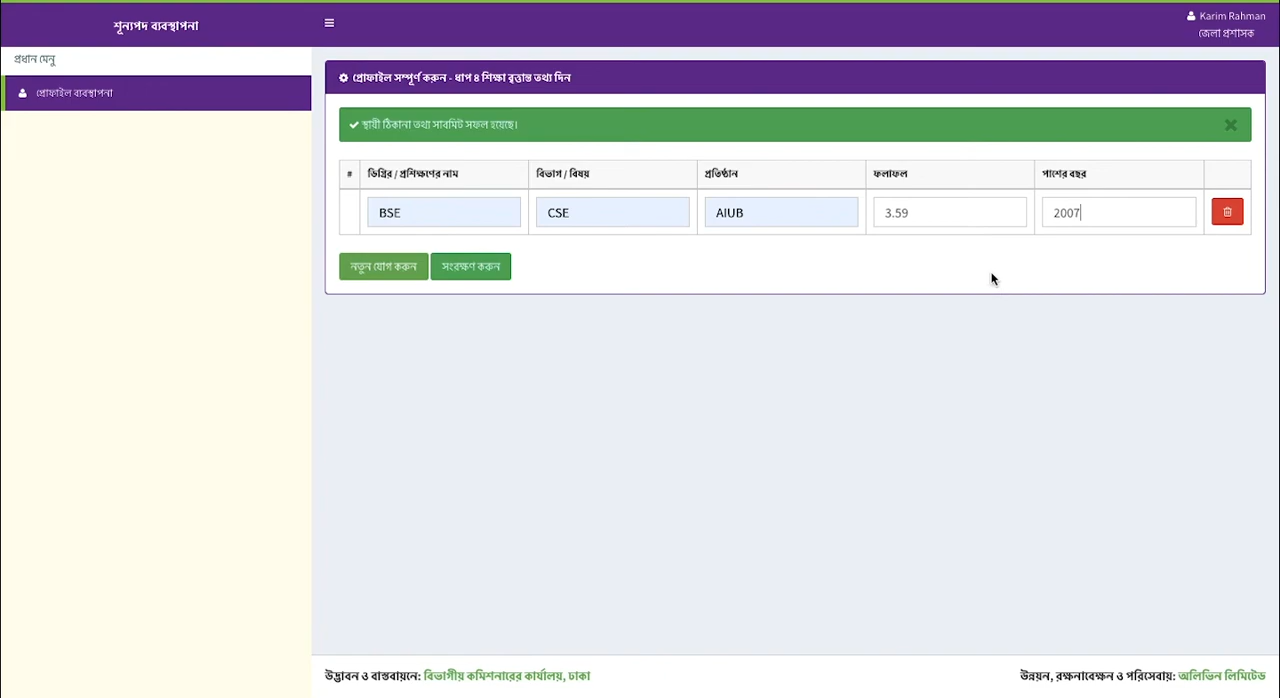 শূন্যপদ ব্যবস্থাপনা
Karim Rahman
জেলা প্রশাসক
প্রধান মেনু
প্রোফাইল ব্যবস্থাপনা
প্রোফাইল সম্পূর্ণ করুন - ধাপ ৪ শিক্ষা বৃত্তান্ত তথ্য দিন
স্থায়ী ঠিকানা তথ্য সাবমিট সফল হয়েছে।
# ডিগ্রির / প্রশিক্ষণের নাম বিভাগ / বিষয় প্রতিষ্ঠান ফলাফল পাশের বছর
BSE CSE AIUB 3.59 2007
নতুন যোগ করুন সংরক্ষণ করুন
উদ্ভাবন ও বাস্তবায়নে: বিভাগীয় কমিশনারের কার্যালয়, ঢাকা
উন্নয়ন, রক্ষনাবেক্ষন ও পরিসেবায়: অলিভিন লিমিটেড